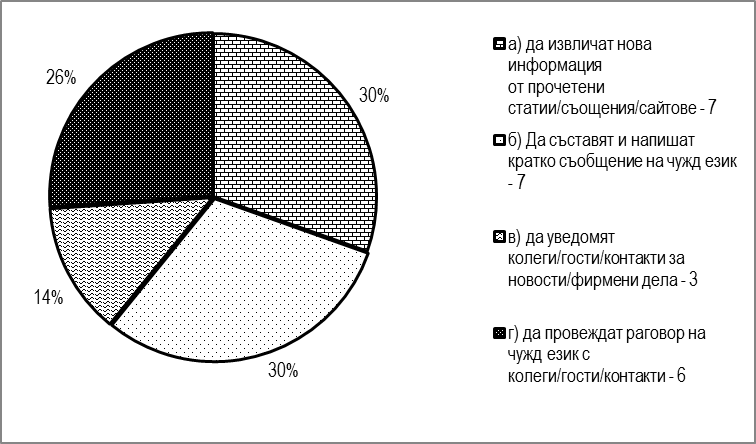 26%
30%
14%
30%
а) да извличат нова
информация
от прочетени
статии/съощения/сайтове - 7
б) Да съставят и напишат
кратко съобщение на чужд език
- 7
в) да уведомят
колеги/гости/контакти за
новости/фирмени дела - 3
г) да провеждат раговор на
чужд език с
колеги/гости/контакти - 6